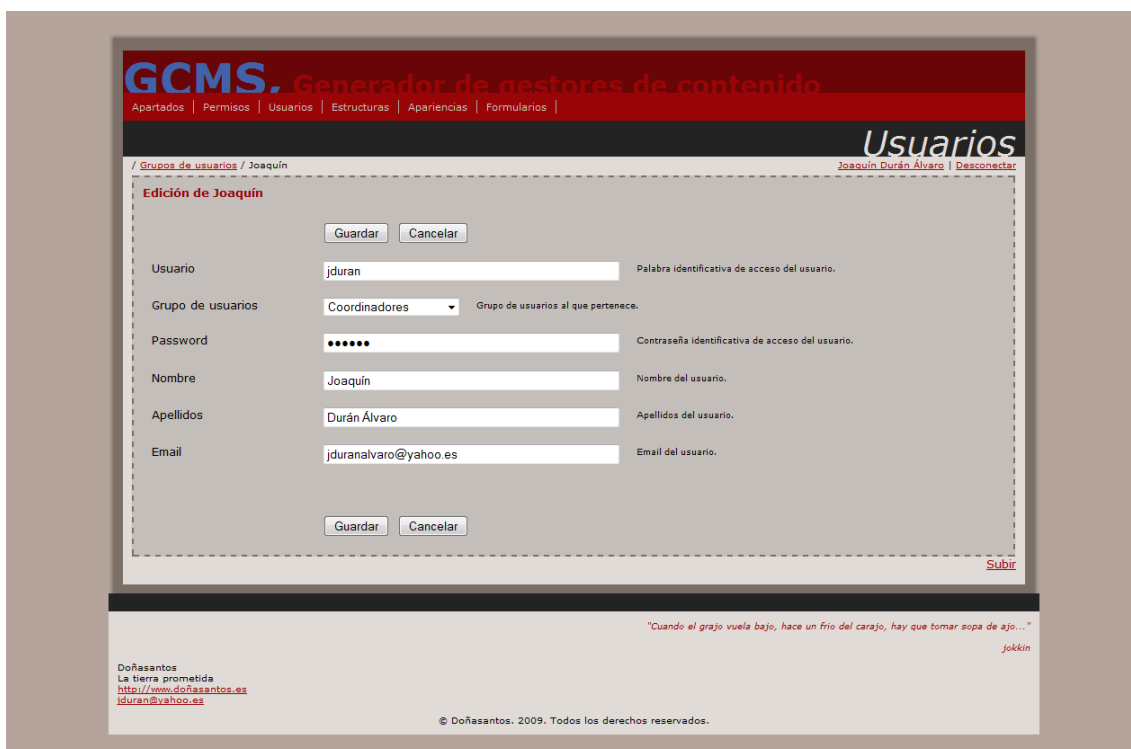 GCMS, Generador de gestores de contenido
Apartados | Permisos | Usuarios | Estructuras | Apariencias | Formularios |
Usuarios
/ Grupos de usuarios / Joaquín
Joaquín Durán Álvaro | Desconectar
Edición de Joaquín
Guardar Cancelar
Usuario jduran Palabra identificativa de acceso del usuario.
Grupo de usuarios Coordinadores Grupo de usuarios al que pertenece.
Password •••••• Contraseña identificativa de acceso del usuario.
Nombre Joaquín Nombre del usuario.
Apellidos Durán Álvaro Apellidos del usuario.
Email jduranalvaro@yahoo.es Email del usuario.
Guardar Cancelar
Subir
"Cuando el grajo vuela bajo, hace un frio del carajo, hay que tomar sopa de ajo..."
jokkin
Doñasantos
La tierra prometida
http://www.doñasantos.es
jduran@yahoo.es
© Doñasantos. 2009. Todos los derechos reservados.